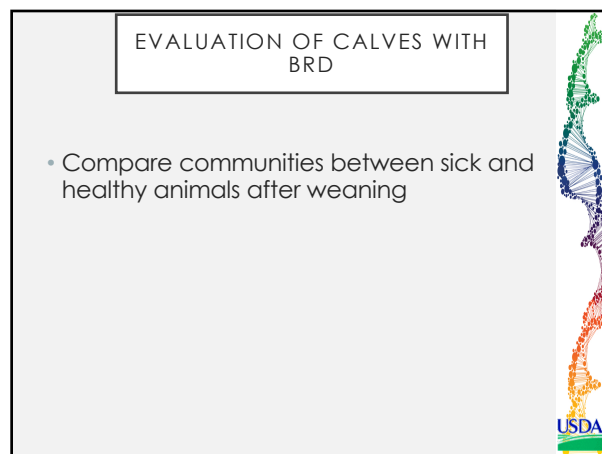 EVALUATION OF CALVES WITH
BRD
• Compare communities between sick and
healthy animals after weaning
USDA